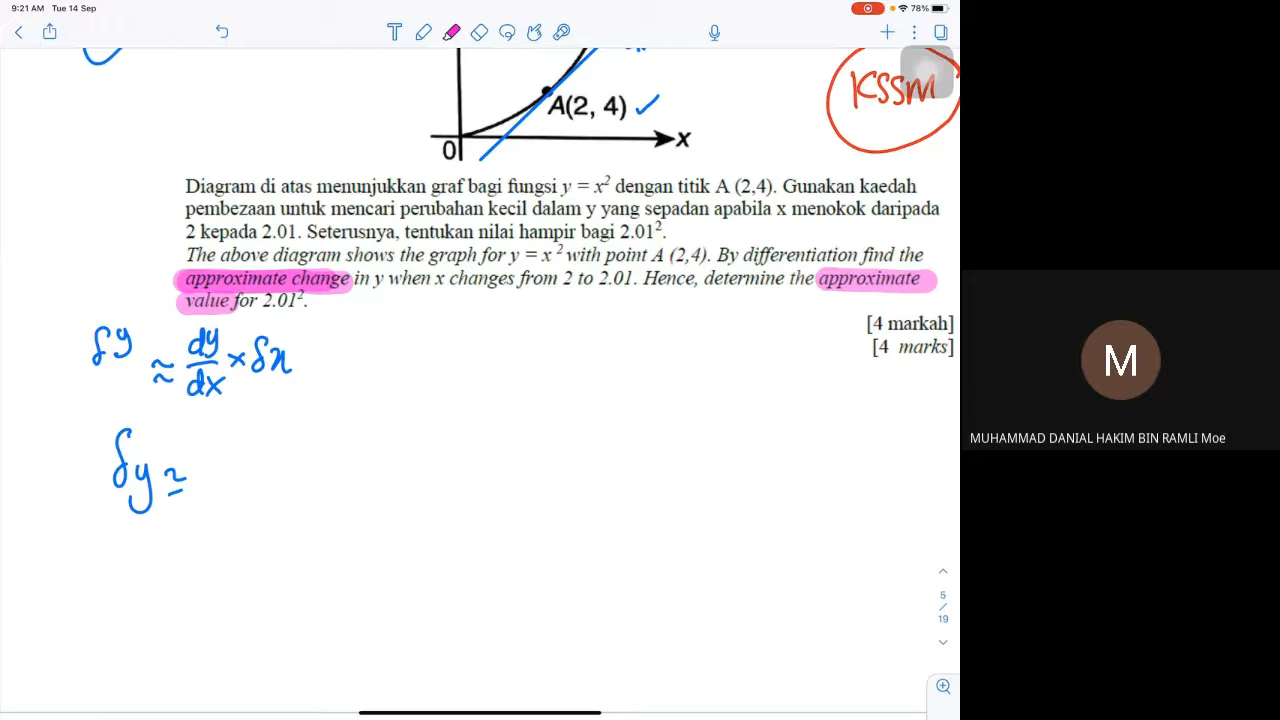 9:21 AM Tue 14 Sep
78%
T
KSSM
A(2, 4) ✓
0
x
Diagram di atas menunjukkan graf bagi fungsi y = x² dengan titik A (2,4). Gunakan kaedah
pembezaan untuk mencari perubahan kecil dalam y yang sepadan apabila x menokok daripada
2 kepada 2.01. Seterusnya, tentukan nilai hampir bagi 2.01².
The above diagram shows the graph for y = x² with point A (2,4). By differentiation find the
approximate change in y when x changes from 2 to 2.01. Hence, determine the approximate
value for 2.01².
[4 markah]
[4 marks]
δy ≈ dy/dx × δx
δy ≈
M
MUHAMMAD DANIAL HAKIM BIN RAMLI Moe
5
/
19